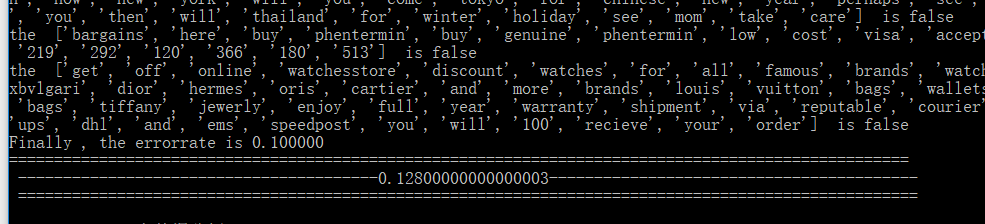 ', 'you', 'then', 'will', 'thailand', 'for', 'winter', 'holiday', 'see', 'mom', 'take', 'care']  is false
the  ['bargains', 'here', 'buy', 'phentermin', 'buy', 'genuine', 'phentermin', 'low', 'cost', 'visa', 'accept
'219', '292', '120', '366', '180', '513']  is false
the  ['get', 'off', 'online', 'watchesstore', 'discount', 'watches', 'for', 'all', 'famous', 'brands', 'watch
xbvlgari', 'dior', 'hermes', 'oris', 'cartier', 'and', 'more', 'brands', 'louis', 'vuitton', 'bags', 'wallets
'bags', 'tiffany', 'jewerly', 'enjoy', 'full', 'year', 'warranty', 'shipment', 'via', 'reputable', 'courier'
'ups', 'dhl', 'and', 'ems', 'speedpost', 'you', 'will', '100', 'recieve', 'your', 'order']  is false
Finally , the errorrate is 0.100000
==========================================================================================
----------------------------------------0.12800000000000003-----------------------------------------
==========================================================================================